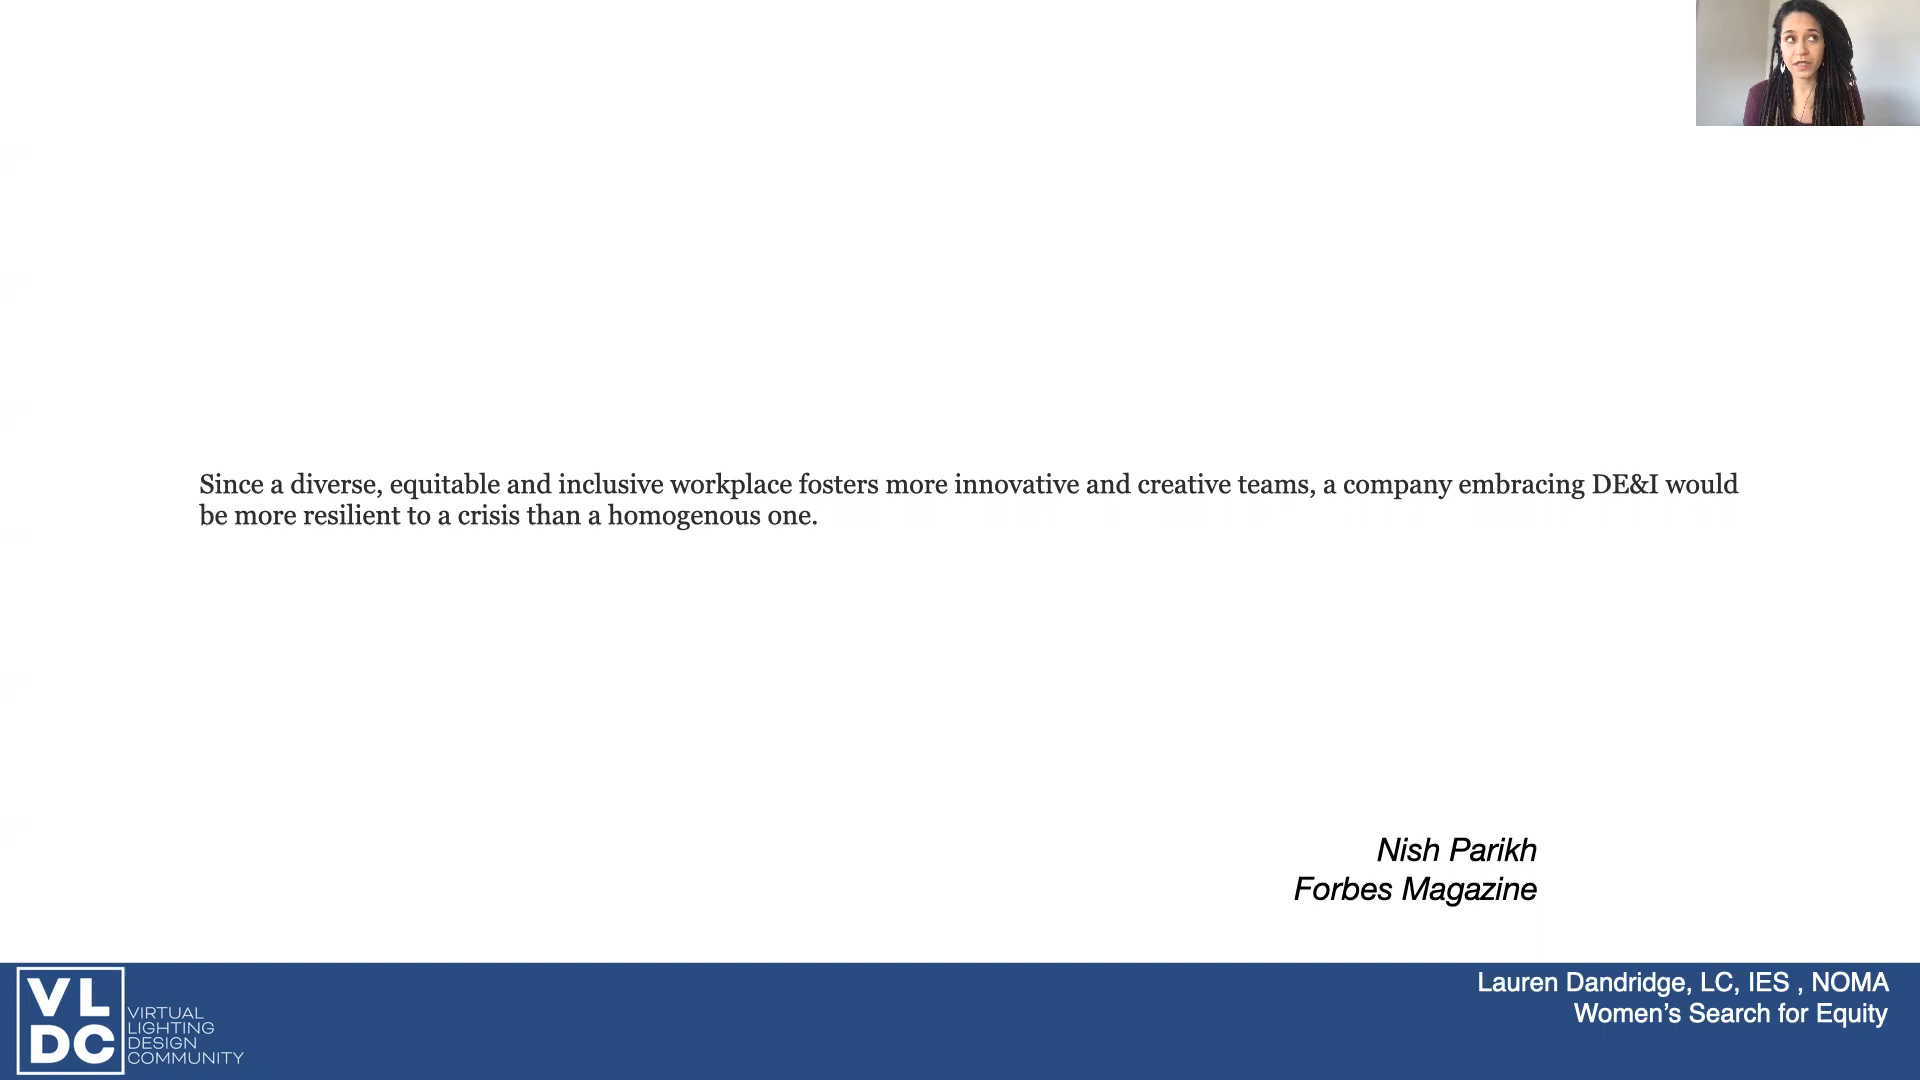 Since a diverse, equitable and inclusive workplace fosters more innovative and creative teams, a company embracing DE&I would
be more resilient to a crisis than a homogenous one.
Nish Parikh
Forbes Magazine
VL
DC
VIRTUAL
LIGHTING
DESIGN
COMMUNITY
Lauren Dandridge, LC, IES , NOMA
Women’s Search for Equity